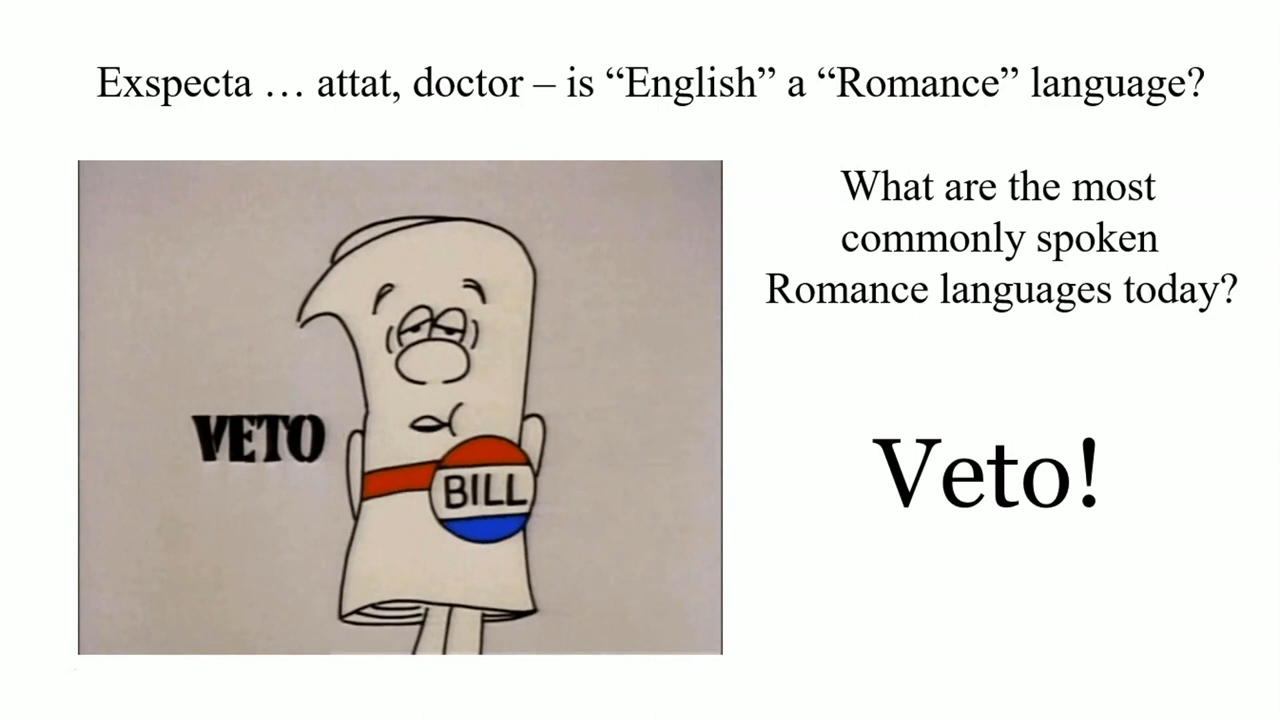 Exspecta … attat, doctor – is “English” a “Romance” language?
What are the most
commonly spoken
Romance languages today?
VETO
BILL
Veto!